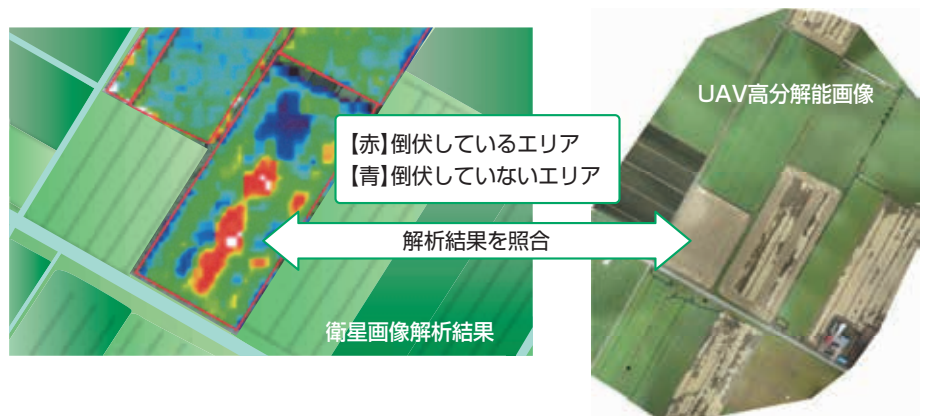 UAV高分解能画像
【赤】倒伏しているエリア
【青】倒伏していないエリア
解析結果を照合
衛星画像解析結果